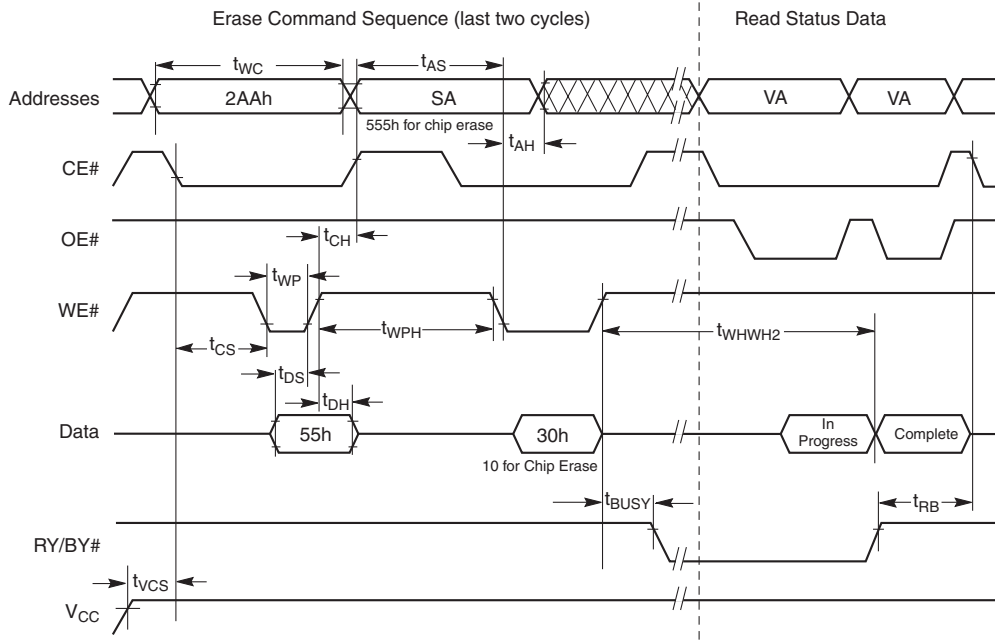 Erase Command Sequence (last two cycles)
Read Status Data
tWC
tAS
Addresses
2AAh
SA
VA
VA
555h for chip erase
tAH
CE#
OE#
tCH
tWP
WE#
tWPH
tWHWH2
tCS
tDS
tDH
Data
55h
30h
In
Progress
Complete
10 for Chip Erase
tBUSY
tRB
RY/BY#
tVCS
VCC